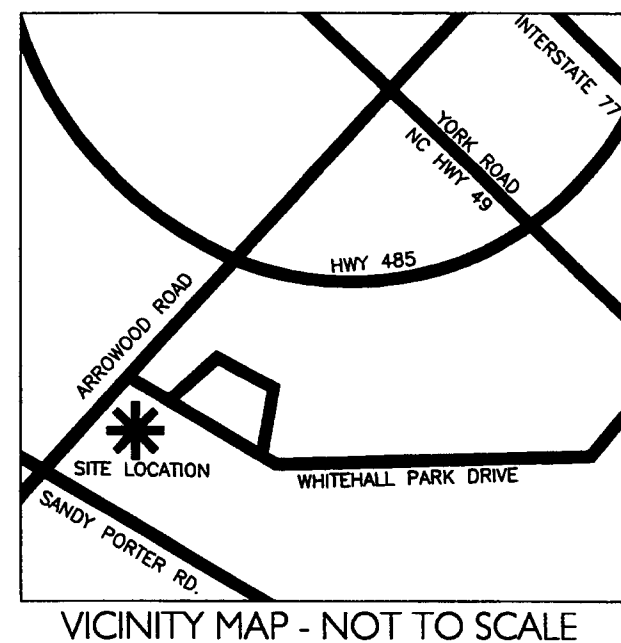 INTERSTATE 77
YORK ROAD
NC HWY 49
HWY 485
ARROWOOD ROAD
SITE LOCATION
WHITEHALL PARK DRIVE
SANDY PORTER RD.
VICINITY MAP - NOT TO SCALE